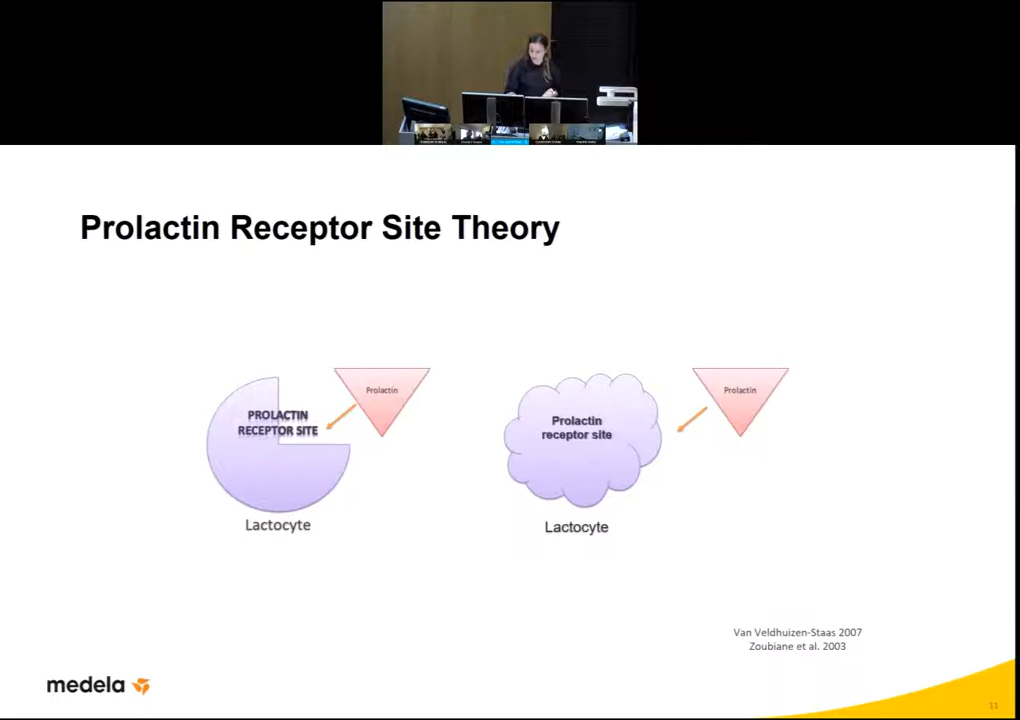 Prolactin Receptor Site Theory
PROLACTIN
RECEPTOR SITE
Prolactin
Lactocyte
Prolactin
receptor site
Prolactin
Lactocyte
Van Veldhuizen-Staas 2007
Zoubiane et al. 2003
medela
11